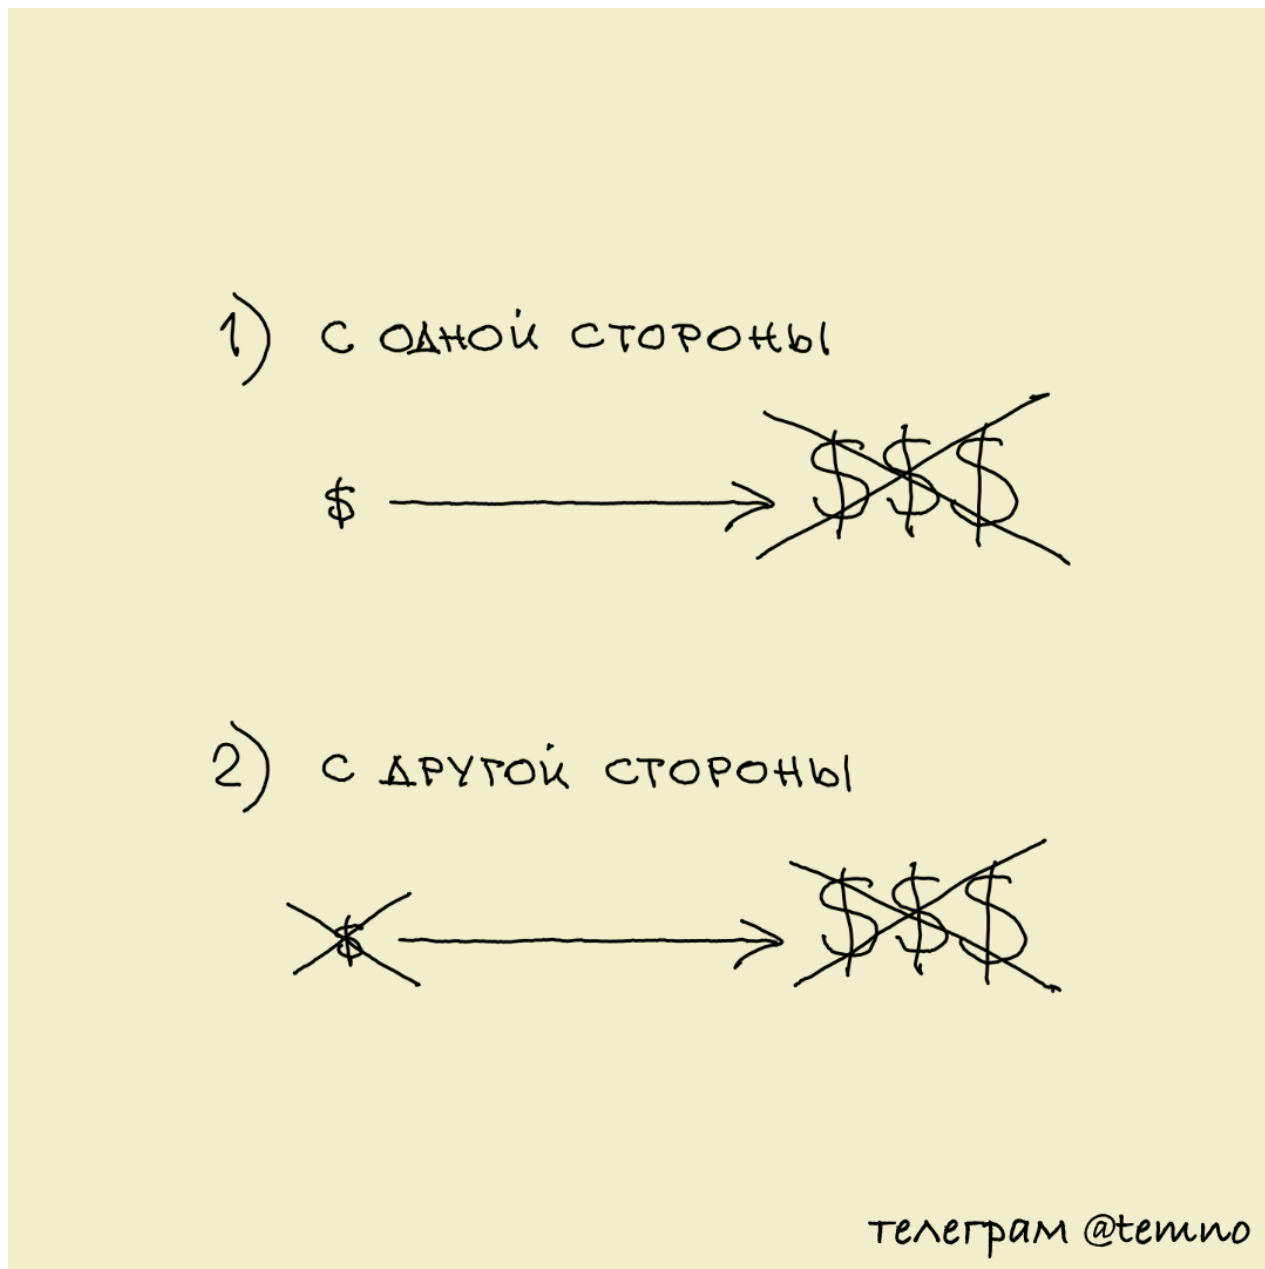 1) С ОДНОЙ СТОРОНЫ
$ → $$$
2) С ДРУГОЙ СТОРОНЫ
$ → $$$
телеграм @temno